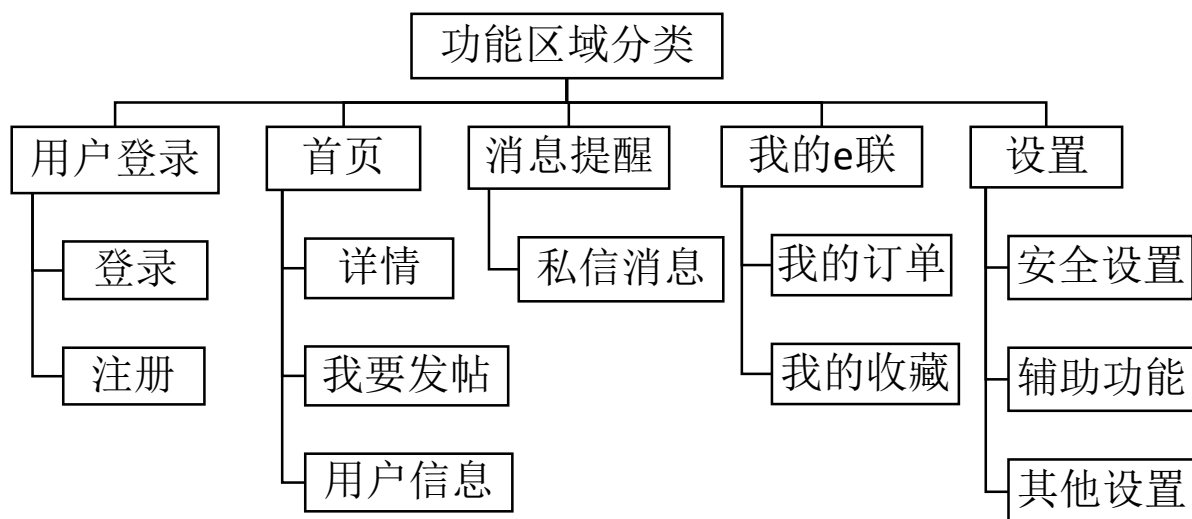 功能区域分类
用户登录
首页
消息提醒
我的e联
设置
登录
详情
私信消息
我的订单
安全设置
注册
我要发帖
我的收藏
辅助功能
用户信息
其他设置